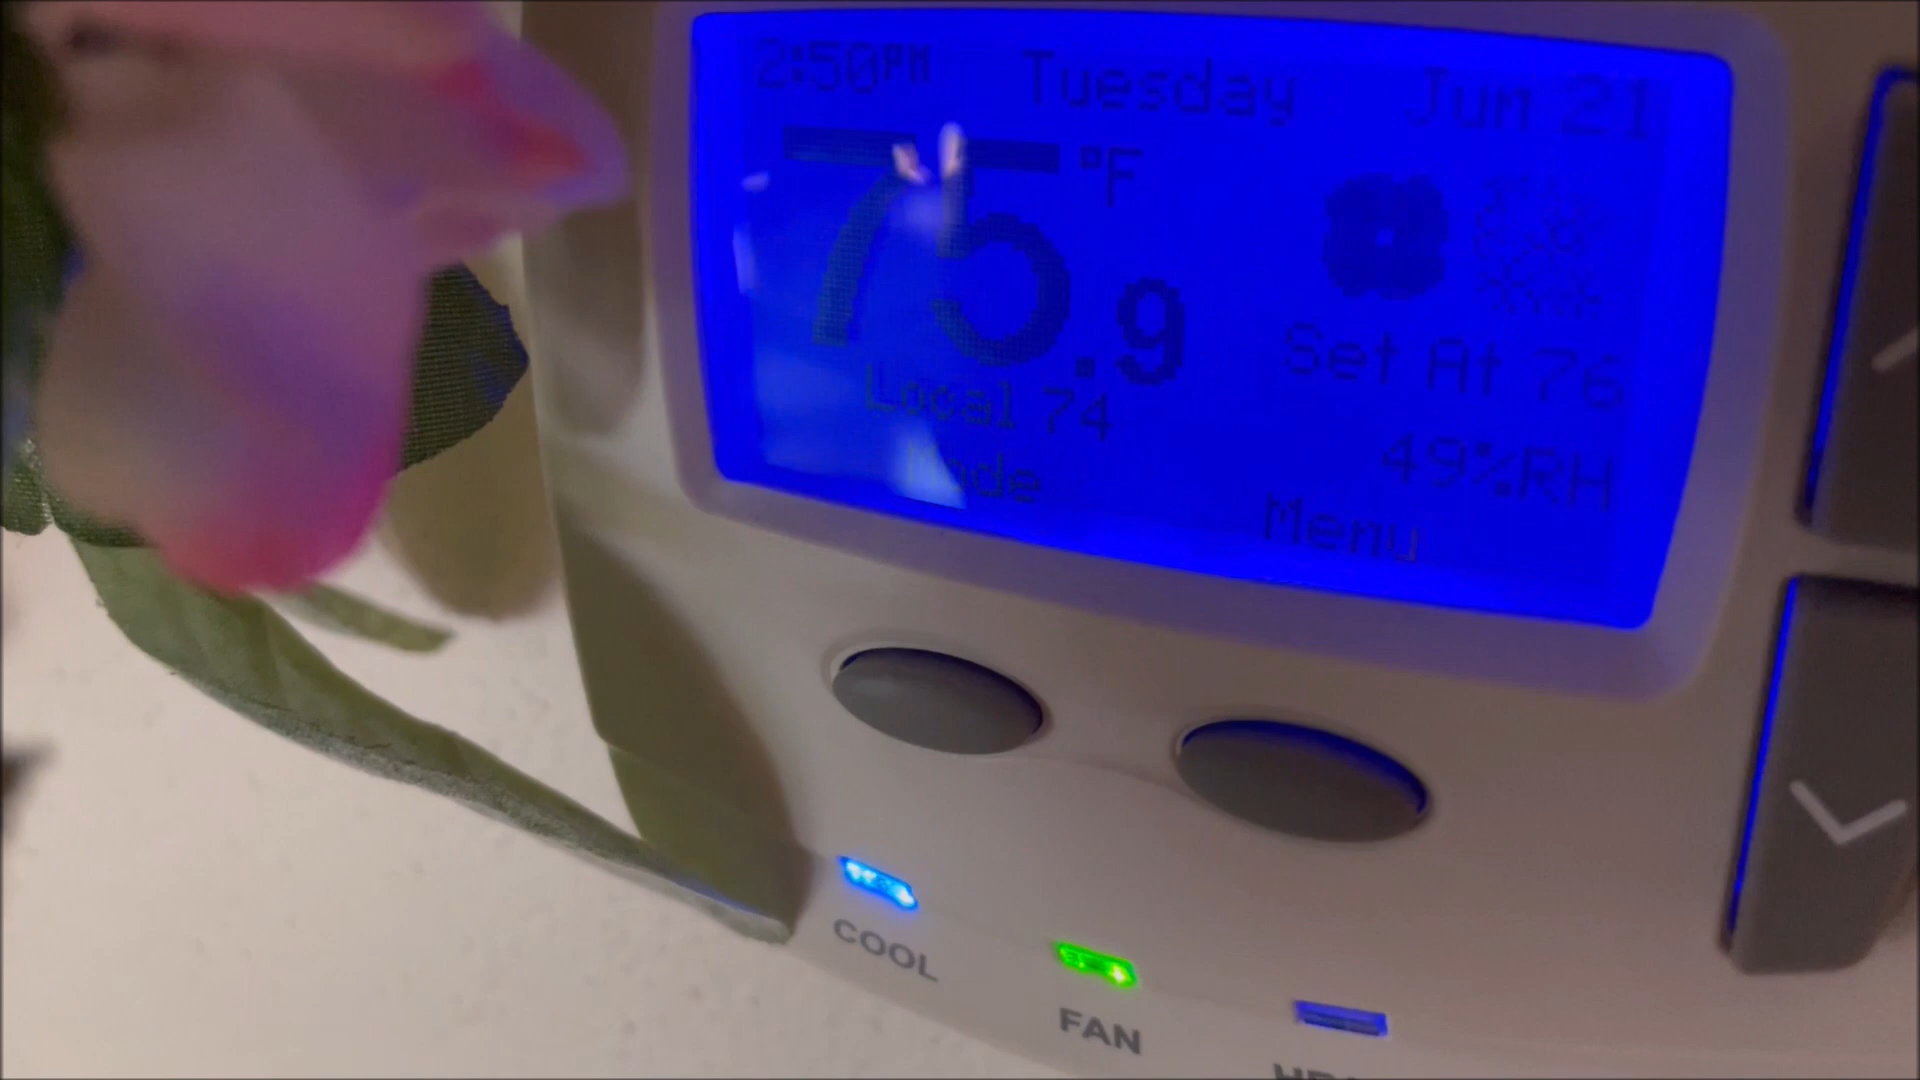 2:50PM Tuesday Jun 21
75.9 °F
Set At 76
Local 74
49%RH
Mode Menu
COOL
FAN